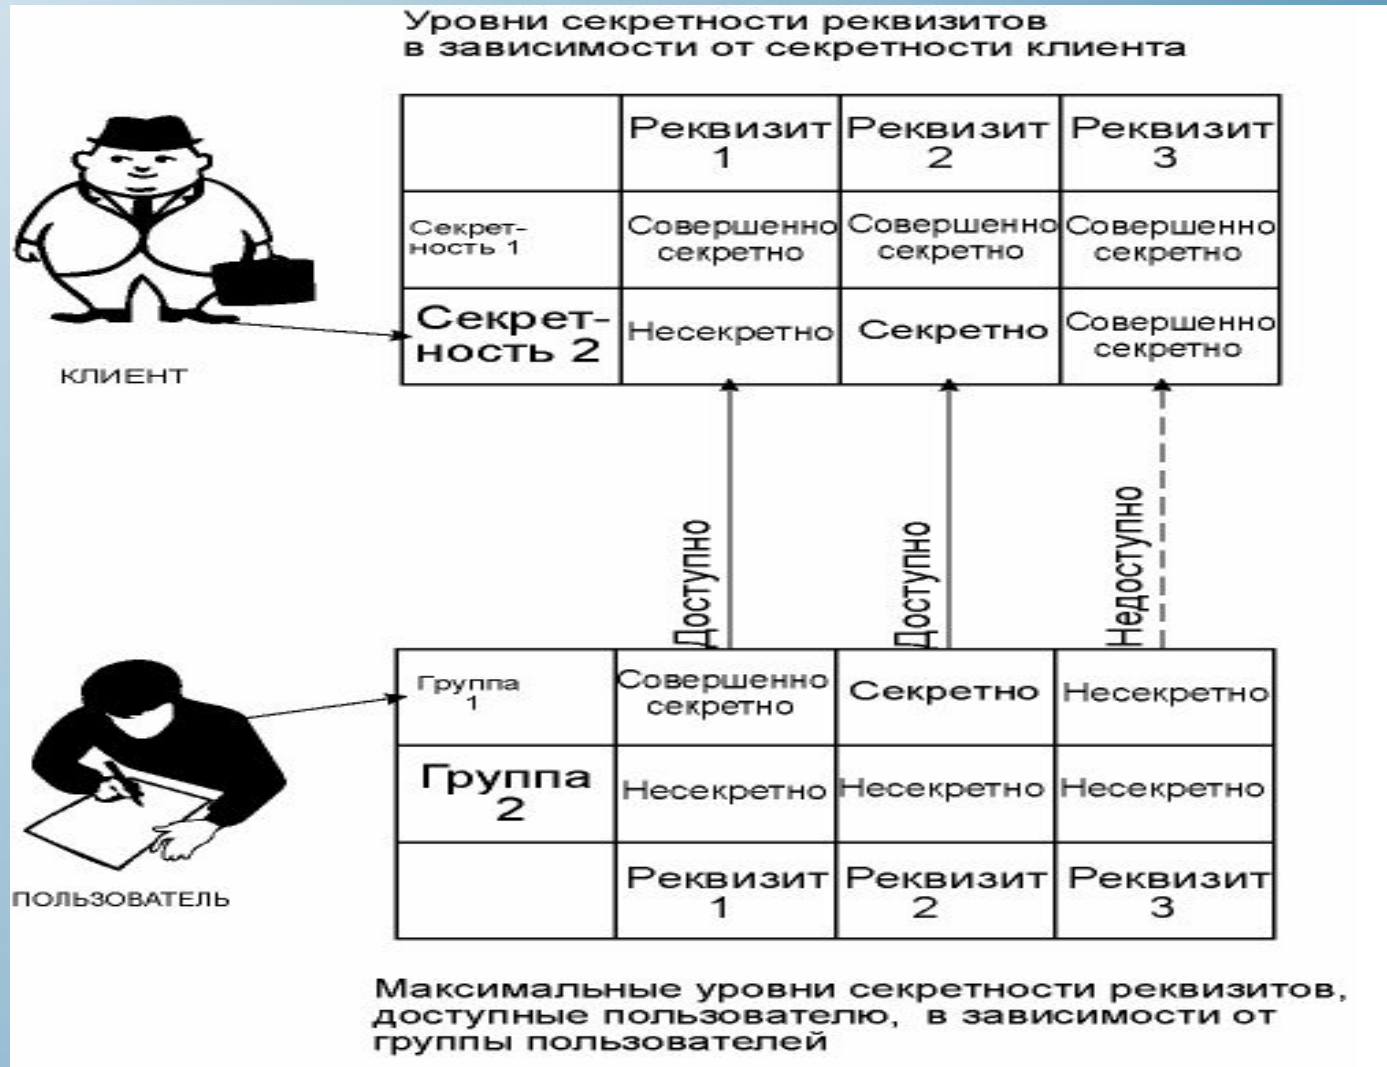 Уровни секретности реквизитов
в зависимости от секретности клиента
Реквизит
1
Реквизит
2
Реквизит
3
Секрет-
ность 1
Совершенно
секретно
Совершенно
секретно
Совершенно
секретно
Секрет-
ность 2
Несекретно
Секретно
Совершенно
секретно
КЛИЕНТ
Доступно
Доступно
Недоступно
Группа
1
Совершенно
секретно
Секретно
Несекретно
Группа
2
Несекретно
Несекретно
Несекретно
Реквизит
1
Реквизит
2
Реквизит
3
ПОЛЬЗОВАТЕЛЬ
Максимальные уровни секретности реквизитов,
доступные пользователю, в зависимости от
группы пользователей